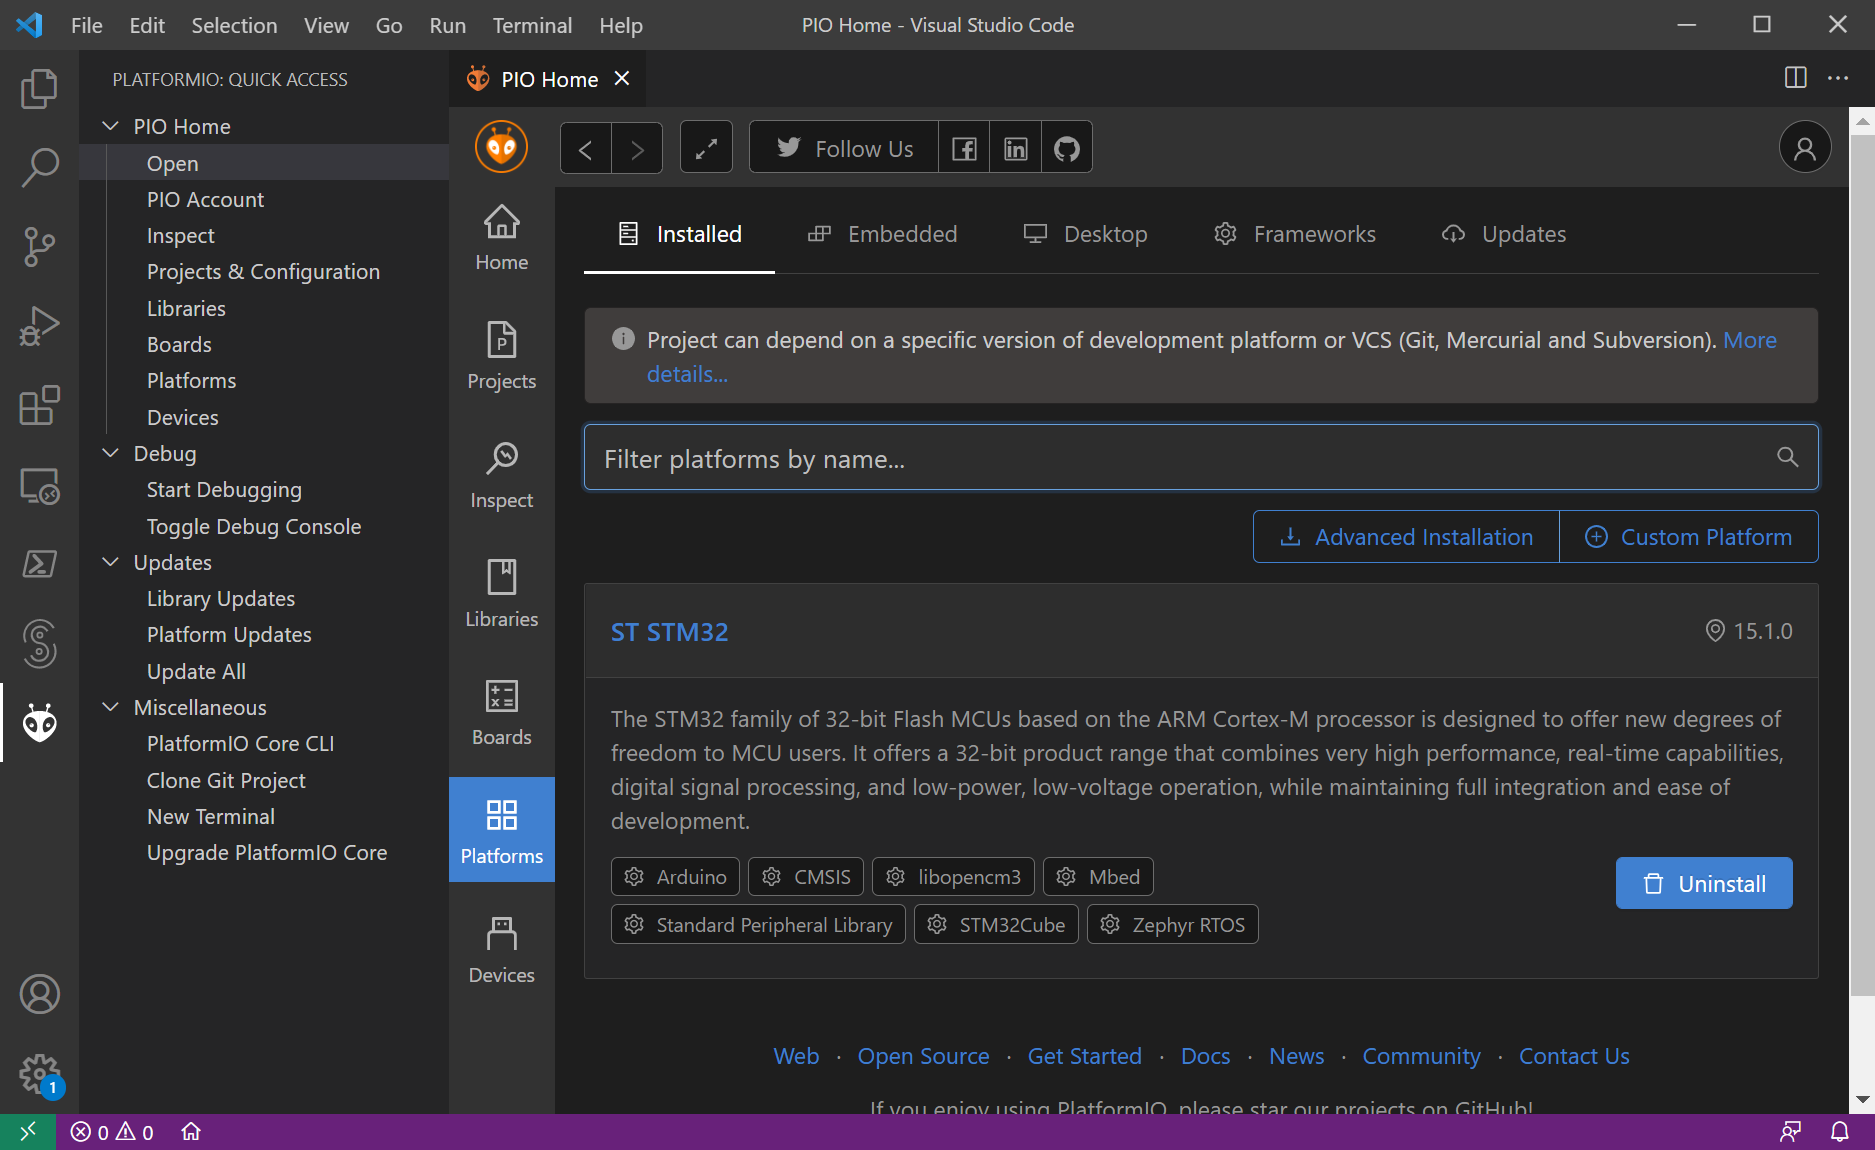 File Edit Selection View Go Run Terminal Help PIO Home - Visual Studio Code
PLATFORMIO: QUICK ACCESS
PIO Home
Open
PIO Account
Inspect
Projects & Configuration
Libraries
Boards
Platforms
Devices
Debug
Start Debugging
Toggle Debug Console
Updates
Library Updates
Platform Updates
Update All
Miscellaneous
PlatformIO Core CLI
Clone Git Project
New Terminal
Upgrade PlatformIO Core
1
PIO Home
Follow Us
Home
Projects
Inspect
Libraries
Boards
Platforms
Devices
Installed Embedded Desktop Frameworks Updates
Project can depend on a specific version of development platform or VCS (Git, Mercurial and Subversion). More
details...
Filter platforms by name...
Advanced Installation Custom Platform
ST STM32 15.1.0
The STM32 family of 32-bit Flash MCUs based on the ARM Cortex-M processor is designed to offer new degrees of
freedom to MCU users. It offers a 32-bit product range that combines very high performance, real-time capabilities,
digital signal processing, and low-power, low-voltage operation, while maintaining full integration and ease of
development.
Arduino CMSIS libopencm3 Mbed
Uninstall
Standard Peripheral Library STM32Cube Zephyr RTOS
Web · Open Source · Get Started · Docs · News · Community · Contact Us
If you enjoy using PlatformIO, please star our projects on GitHub!
0 0